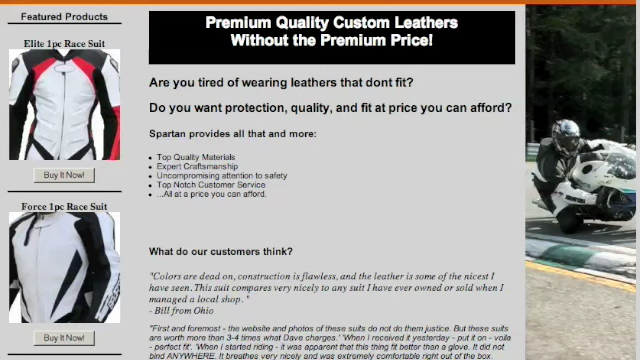 Featured Products
Elite 1pc Race Suit
Buy It Now!
Force 1pc Race Suit
Buy It Now!
Premium Quality Custom Leathers
Without the Premium Price!
Are you tired of wearing leathers that dont fit?
Do you want protection, quality, and fit at price you can afford?
Spartan provides all that and more:
Top Quality Materials
Expert Craftsmanship
Uncompromising attention to safety
Top Notch Customer Service
...All at a price you can afford.
What do our customers think?
"Colors are dead on, construction is flawless, and the leather is some of the nicest I
have seen. This suit compares very nicely to any suit I have ever owned or sold when I
managed a local shop. "
- Bill from Ohio
"First and foremost - the website and photos of these suits do not do them justice. But these suits
are worth more than 3-4 times what Dave charges." "When I received it yesterday - put it on - voila
- perfect fit". "When I started riding - it was apparent that this thing fit better than a glove. It did not
bind ANYWHERE. It breathes very nicely and was extremely comfortable right out of the box.